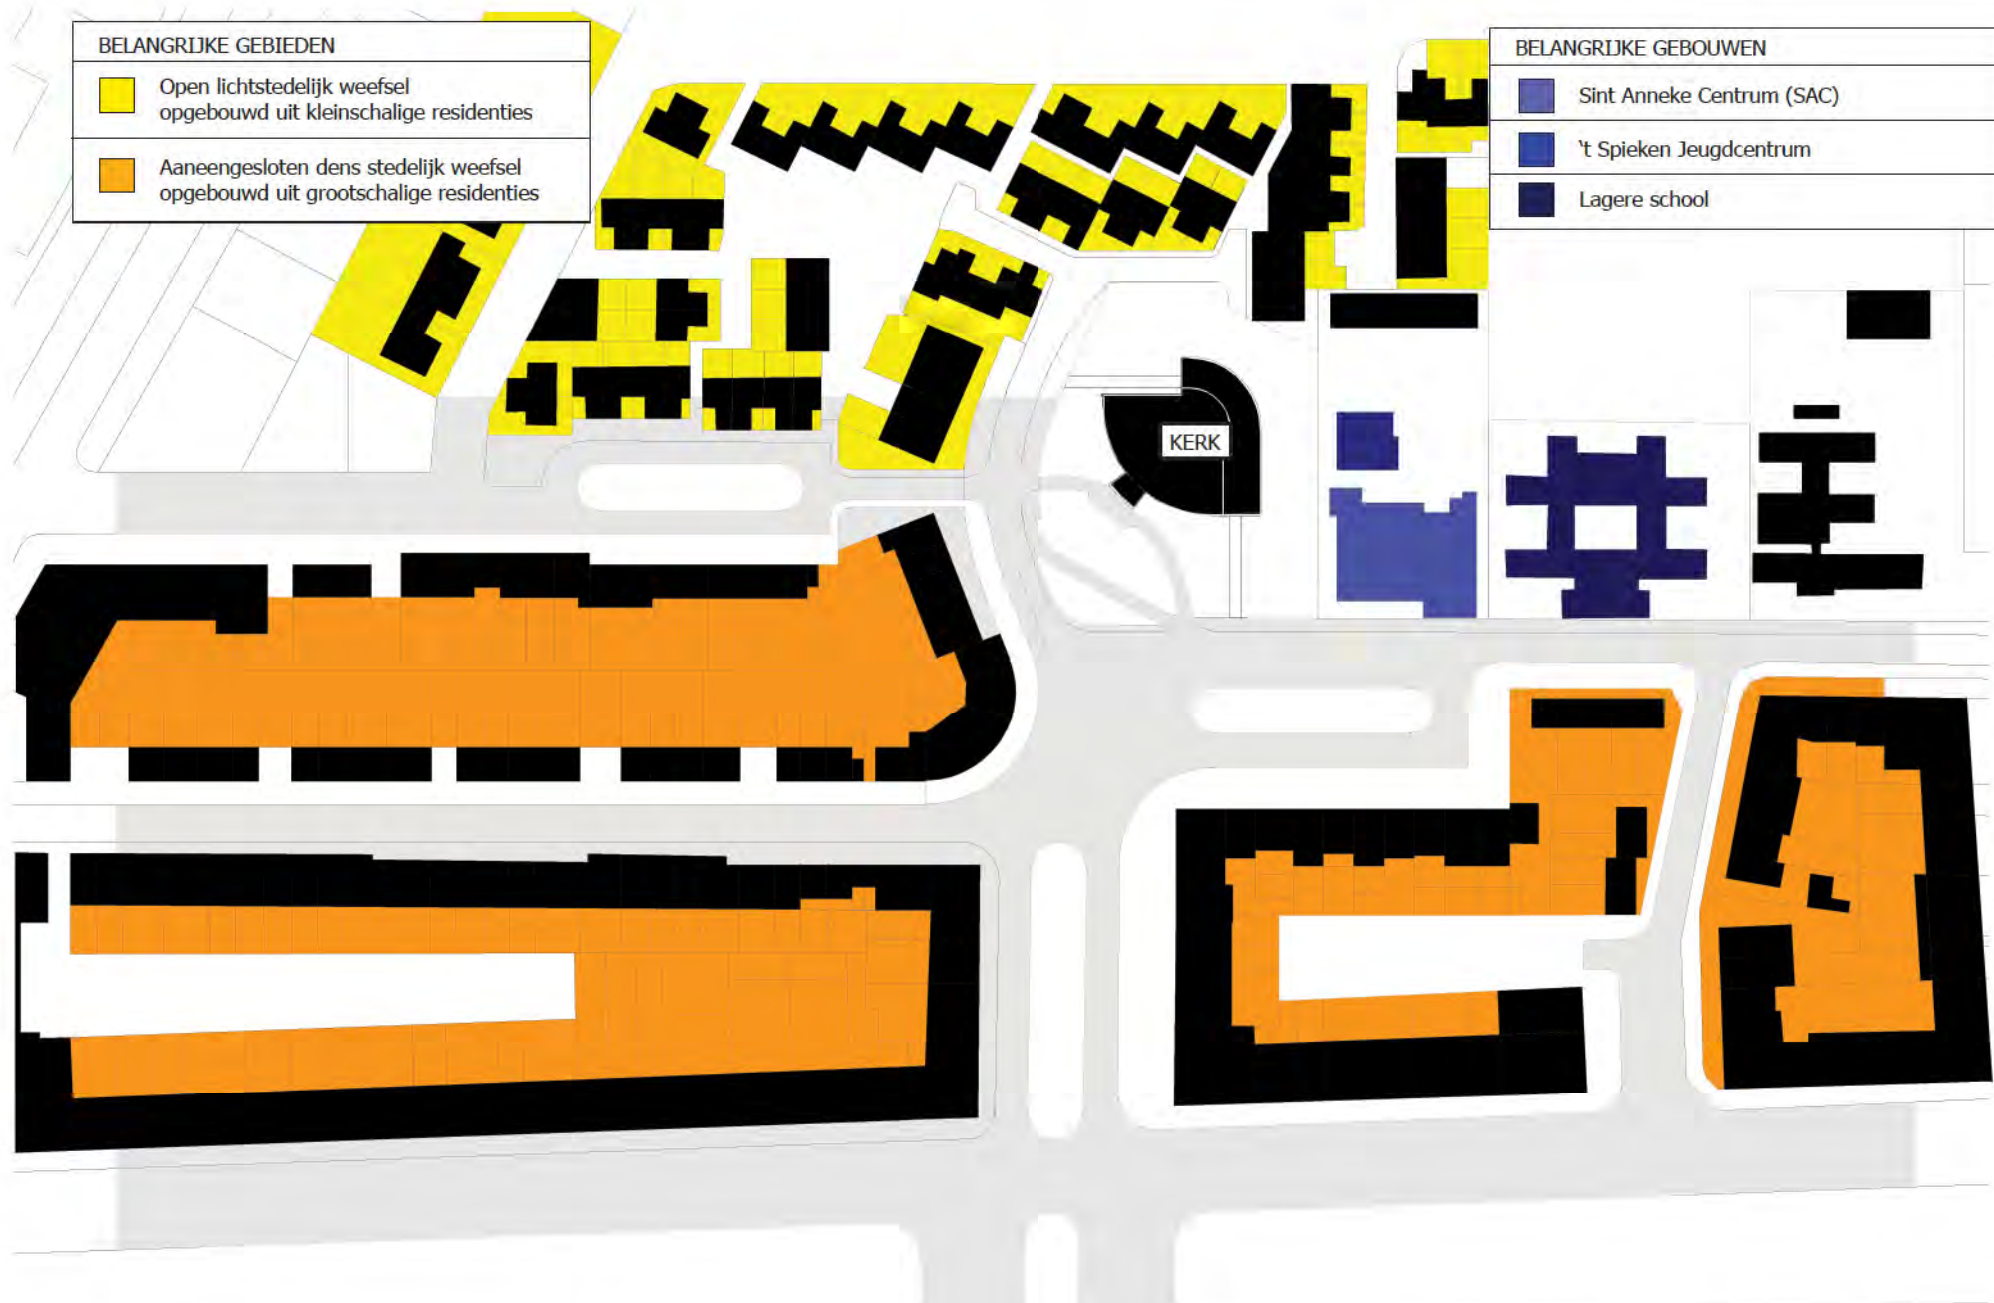 BELANGRIJKE GEBIEDEN
Open lichtstedelijk weefsel
opgebouwd uit kleinschalige residenties
Aaneengesloten dens stedelijk weefsel
opgebouwd uit grootschalige residenties
BELANGRIJKE GEBOUWEN
Sint Anneke Centrum (SAC)
't Spieken Jeugdcentrum
Lagere school
KERK